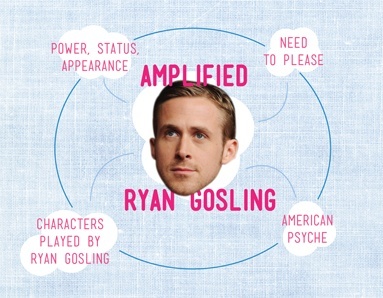 POWER, STATUS,
APPEARANCE
NEED
TO PLEASE
AMPLIFIED
RYAN GOSLING
CHARACTERS
PLAYED BY
RYAN GOSLING
AMERICAN
PSYCHE